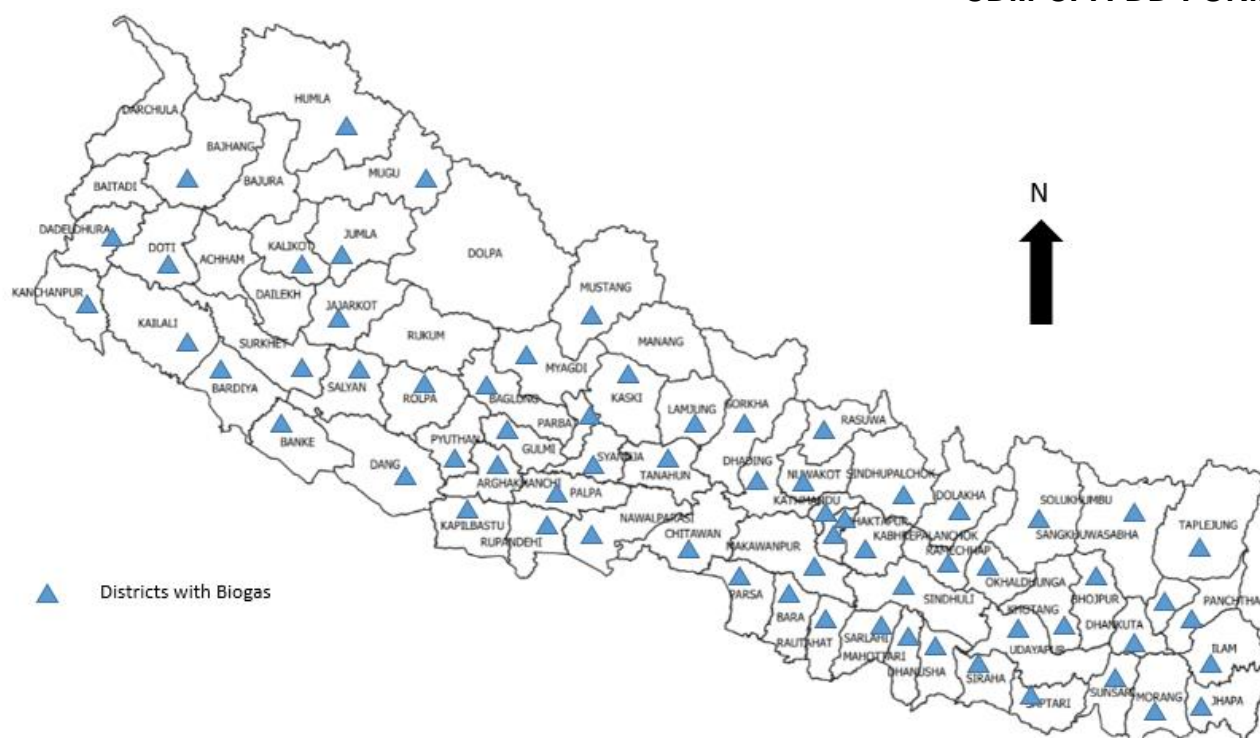 HUMLA
DARCHULA
BAJHANG
MUGU
BAJURA
BAITADI
DADELDHURA
JUMLA
DOTI
KALIKOT
ACHHAM
DOLPA
N
KANCHANPUR
DAILEKH
MUSTANG
JAJARKOT
KAILALI
RUKUM
SURKHET
MANANG
MYAGDI
BARDIYA
SALYAN
ROLPA
BAGLUNG
KASKI
LAMJUNG
GORKHA
PARBA
RASUWA
BANKE
PYUTHAN
GULMI
SYANGJA
DHADING
DANG
TANAHUN
NUWAKOT
SINDHUPALCHOK
ARGHAKHANCHI
PALPA
KATHMANDU
DOLAKHA
SOLUKHUMBU
KAPILBASTU
NAWALPARASI
HAKTAPUR
TAPLEJUNG
RUPANDEHI
CHITAWAN
KABHREPALANCHOK
SANGKHUWASABHA
MAKAWANPUR
RAMECHHAP
OKHALDHUNGA
Districts with Biogas
PARSA
SINDHULI
BHOJPUR
PANCHTHA
BARA
KHOTANG
DHANKUTA
RAUTAHAT
SARLAHI
UDAYAPUR
ILAM
MAHOTTARI
DHANUSHA
SIRAHA
SUNSARI
MORANG
JHAPA
SAPTARI